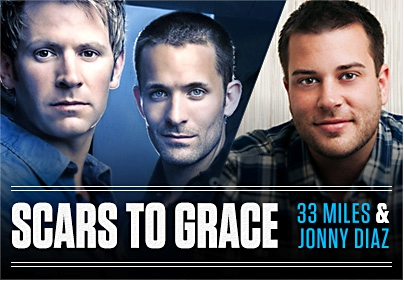 SCARS TO GRACE
33 MILES &
JONNY DIAZ